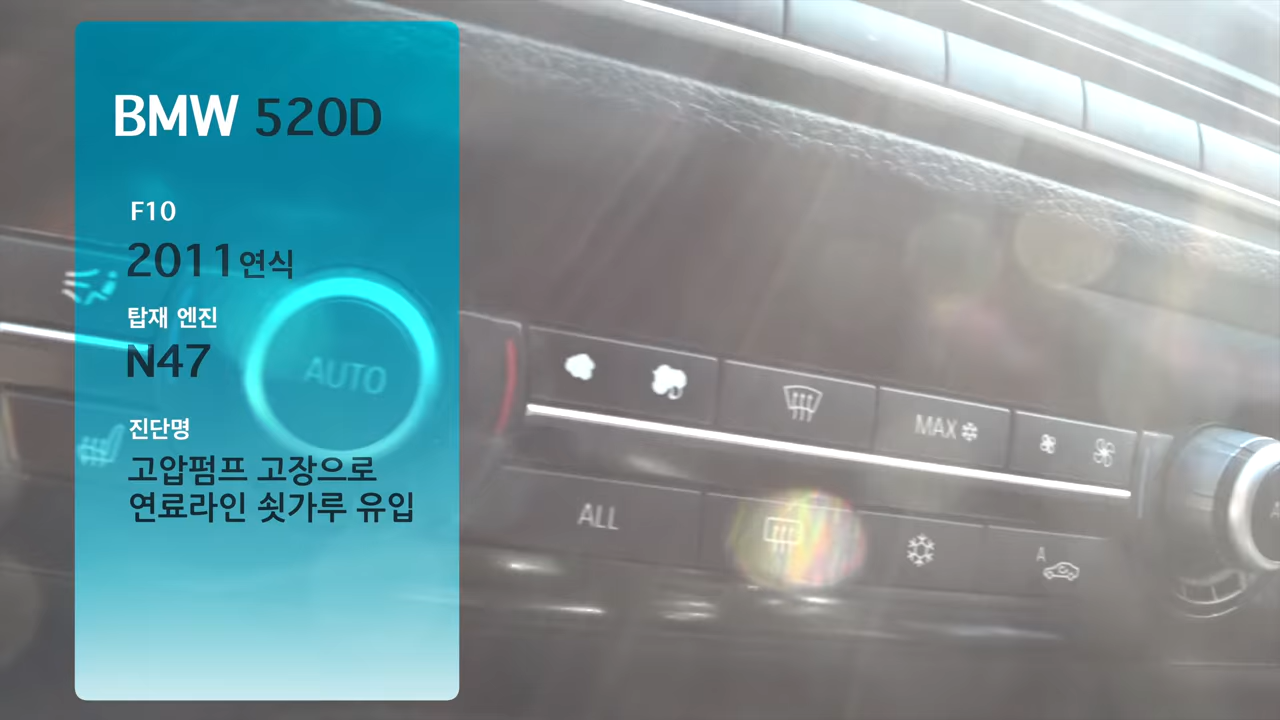 BMW 520D
F10
2011연식
탑재 엔진
N47
진단명
고압펌프 고장으로
연료라인 쇳가루 유입
AUTO
MAX
ALL
A